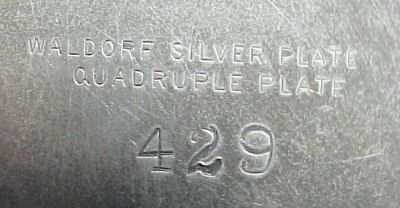 WALDORF SILVER PLATE
QUADRUPLE PLATE
429